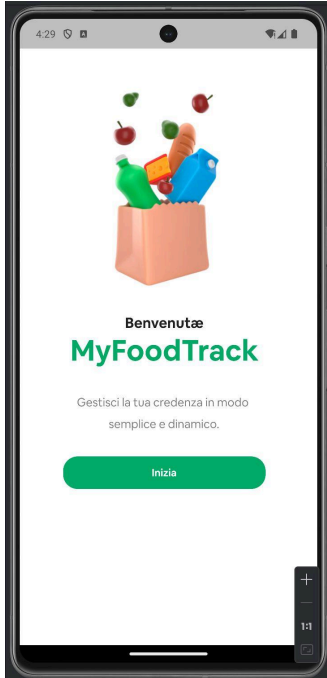 4:29
Benvenutæ
MyFoodTrack
Gestisci la tua credenza in modo
semplice e dinamico.
Inizia
1:1